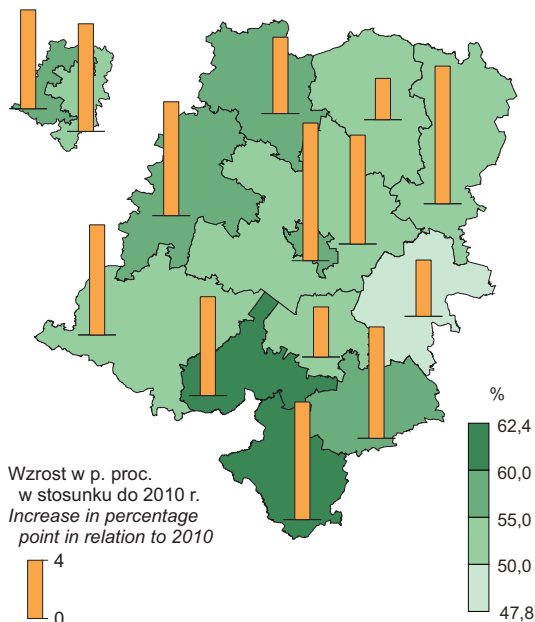 %
62,4
60,0
55,0
50,0
47,8
Wzrost w p. proc.
w stosunku do 2010 r.
Increase in percentage
point in relation to 2010
4
0